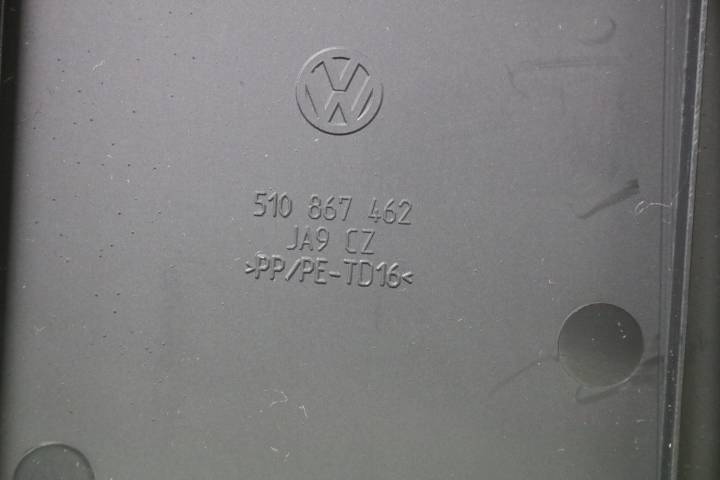 510 867 462
JA9 CZ
>PP/PE-TD16<